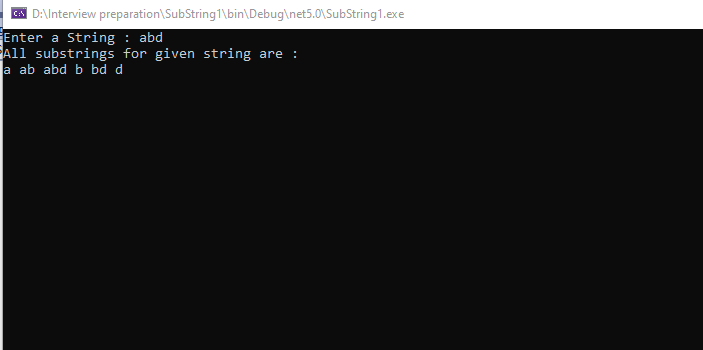 D:\Interview preparation\SubString1\bin\Debug\net5.0\SubString1.exe
Enter a String : abd
All substrings for given string are :
a ab abd b bd d